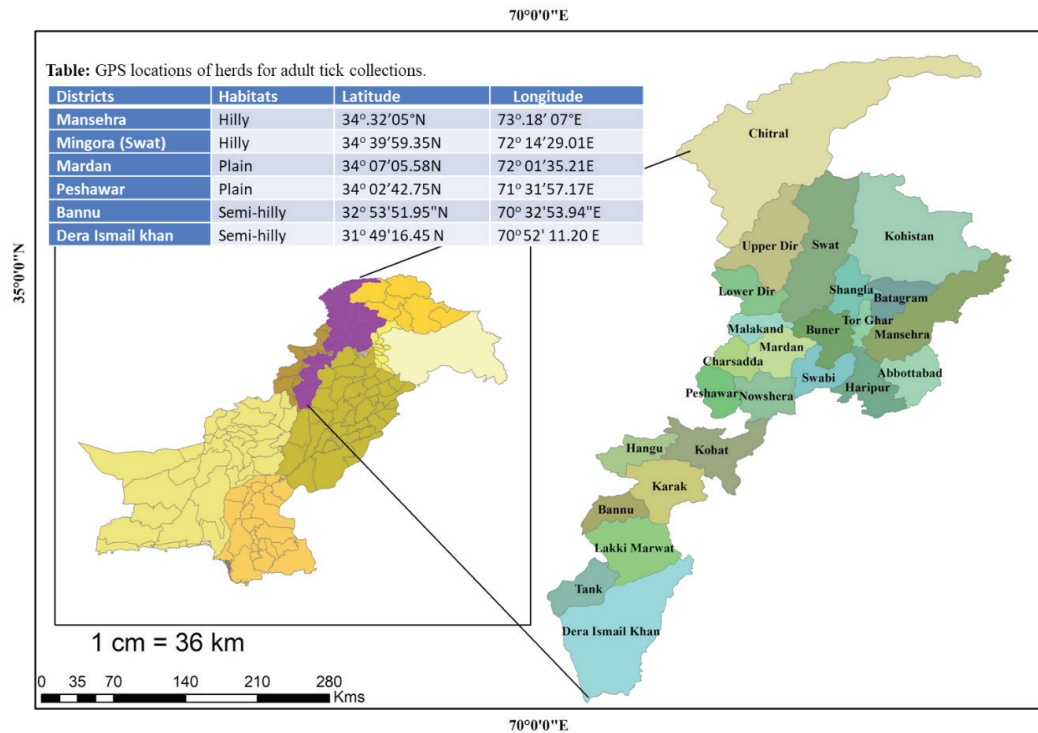 70°0'0"E
Table: GPS locations of herds for adult tick collections.
Districts Habitats Latitude Longitude
Mansehra Hilly 34°.32'05°N 73°.18' 07°E
Mingora (Swat) Hilly 34° 39'59.35N 72° 14'29.01E
Mardan Plain 34° 07'05.58N 72° 01'35.21E
Peshawar Plain 34° 02'42.75N 71° 31'57.17E
Bannu Semi-hilly 32° 53'51.95"N 70° 32'53.94"E
Dera Ismail khan Semi-hilly 31° 49'16.45 N 70° 52' 11.20 E
35°0'0"N
Chitral
Upper Dir
Swat
Kohistan
Lower Dir
Shangla
Batagram
Malakand
Buner
Tor Ghar
Mansehra
Mardan
Charsadda
Swabi
Abbottabad
Haripur
Peshawar
Nowshera
Hangu
Kohat
Karak
Bannu
Lakki Marwat
Tank
Dera Ismail Khan
1 cm = 36 km
0 35 70 140 210 280
Kms
70°0'0"E